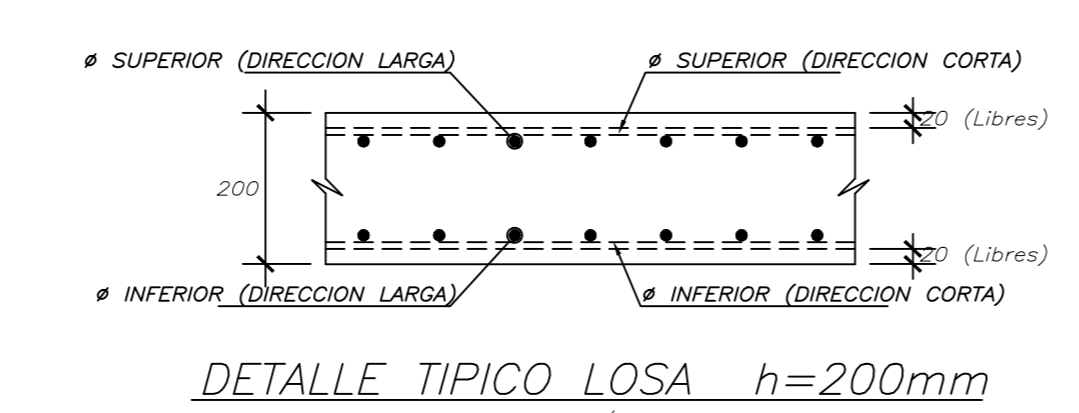 ø SUPERIOR (DIRECCION LARGA)
ø SUPERIOR (DIRECCION CORTA)
20 (Libres)
200
20 (Libres)
ø INFERIOR (DIRECCION LARGA)
ø INFERIOR (DIRECCION CORTA)
DETALLE TIPICO LOSA h=200mm